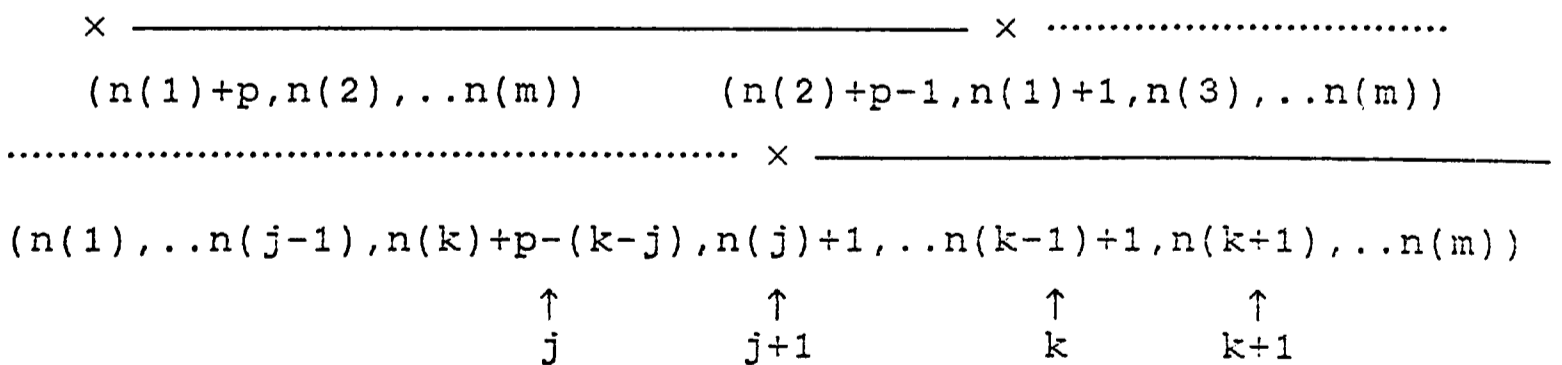 × ——— × .........
(n(1)+p,n(2),..n(m)) (n(2)+p-1,n(1)+1,n(3),..n(m))
......... × ———
(n(1),..n(j-1),n(k)+p-(k-j),n(j)+1,..n(k-1)+1,n(k+1),..n(m))
↑ ↑ ↑ ↑
j j+1 k k+1